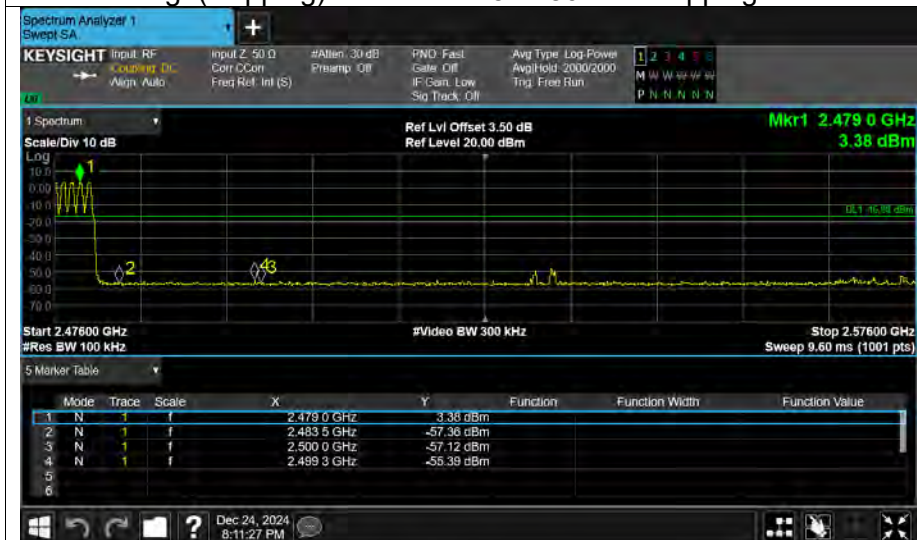 Spectrum Analyzer 1
Swept SA
+
KEYSIGHT Input: RF
Coupling: DC
Align: Auto
Input Z: 50 Ω
Corr CCorr
Freq Ref: Int (S)
#Atten: 30 dB
Preamp: Off
PNO: Fast
Gate: Off
IF Gain: Low
Sig Track: Off
Avg Type: Log-Power
Avg|Hold: 2000/2000
Trig: Free Run
1 2 3 4 5 6
M W W W W W
P N N N N N
1 Spectrum
Scale/Div 10 dB
Ref Lvl Offset 3.50 dB
Ref Level 20.00 dBm
Mkr1 2.479 0 GHz
3.38 dBm
Log
10.0
0.00
-10.0
-20.0
-30.0
-40.0
-50.0
-60.0
-70.0
1
2
4 3
Start 2.47600 GHz
#Res BW 100 kHz
#Video BW 300 kHz
Stop 2.57600 GHz
Sweep 9.60 ms (1001 pts)
5 Marker Table
Mode Trace Scale X Y Function Function Width Function Value
1 N 1 f 2.479 0 GHz 3.38 dBm
2 N 1 f 2.483 5 GHz -57.36 dBm
3 N 1 f 2.500 0 GHz -57.12 dBm
4 N 1 f 2.499 3 GHz -55.39 dBm
5
6
? Dec 24, 2024
8:11:27 PM